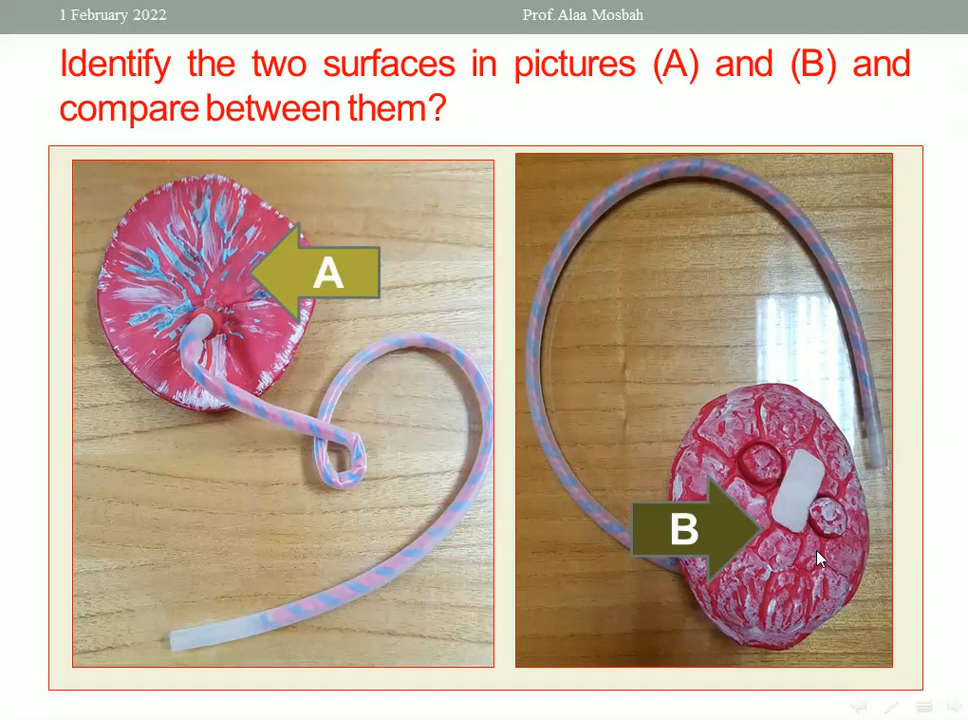 1 February 2022
Prof. Alaa Mosbah
Identify the two surfaces in pictures (A) and (B) and
compare between them?
A
B